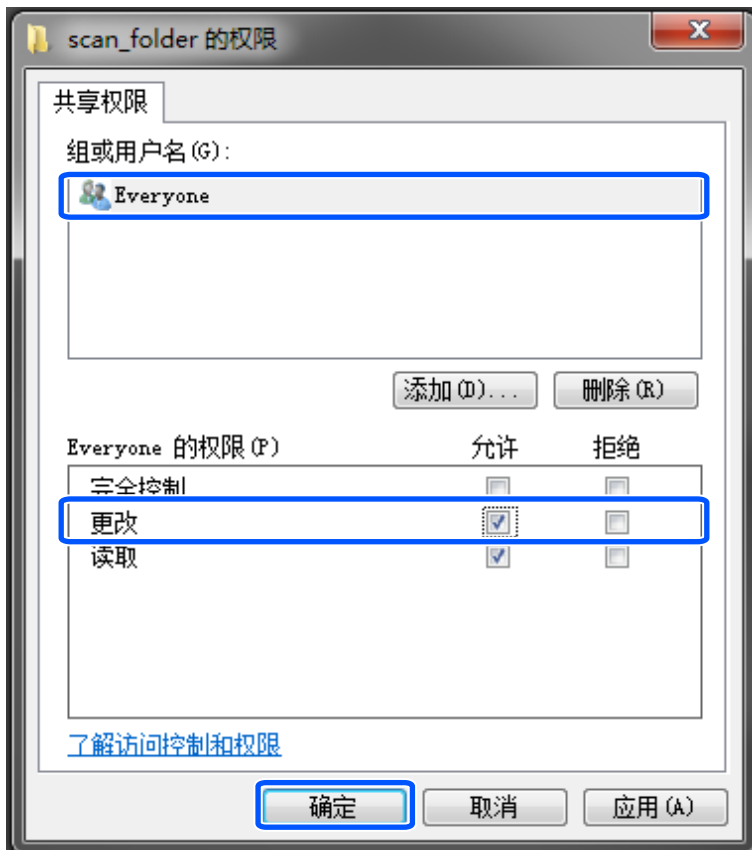 scan_folder 的权限
共享权限
组或用户名(G):
Everyone
添加(D)... 删除(R)
Everyone 的权限(P) 允许 拒绝
完全控制
更改
读取
了解访问控制和权限
确定 取消 应用(A)